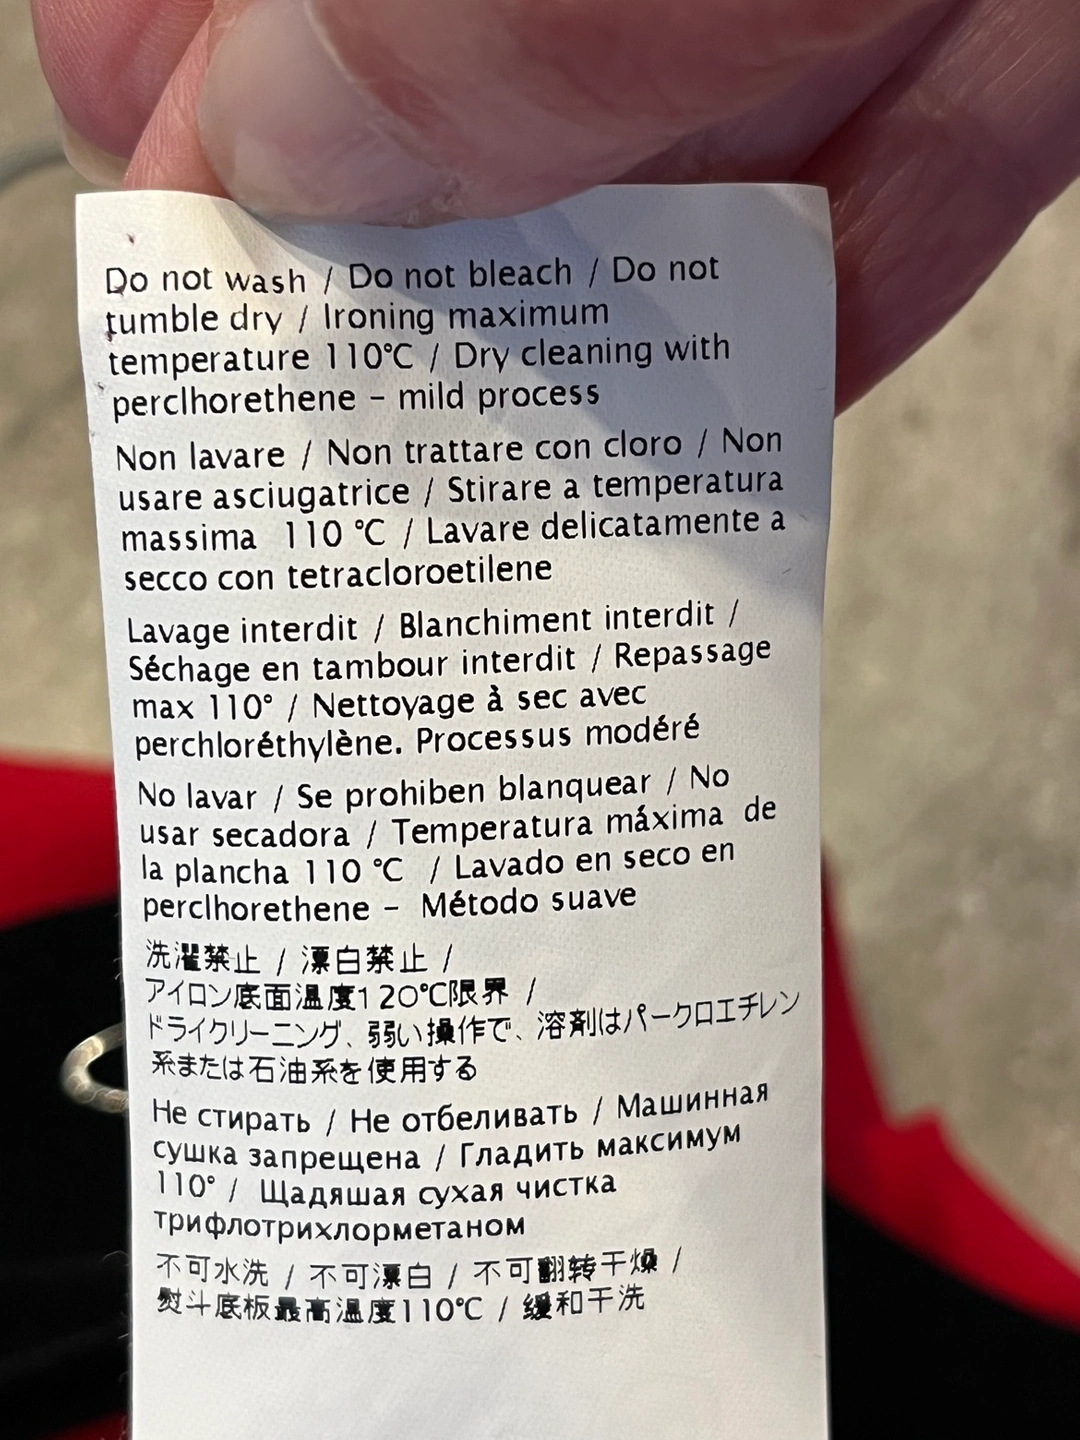 Do not wash / Do not bleach / Do not
tumble dry / Ironing maximum
temperature 110°C / Dry cleaning with
perclhorethene – mild process
Non lavare / Non trattare con cloro / Non
usare asciugatrice / Stirare a temperatura
massima 110 °C / Lavare delicatamente a
secco con tetracloroetilene
Lavage interdit / Blanchiment interdit /
Séchage en tambour interdit / Repassage
max 110° / Nettoyage à sec avec
perchloréthylène. Processus modéré
No lavar / Se prohiben blanquear / No
usar secadora / Temperatura máxima de
la plancha 110 °C / Lavado en seco en
perclhorethene – Método suave
洗濯禁止 / 漂白禁止 /
アイロン底面温度120℃限界 /
ドライクリーニング、弱い操作で、溶剤はパークロエチレン
系または石油系を使用する
Не стирать / Не отбеливать / Машинная
сушка запрещена / Гладить максимум
110° / Щадяшая сухая чистка
трифлотрихлорметаном
不可水洗 / 不可漂白 / 不可翻转干燥 /
熨斗底板最高温度110℃ / 缓和干洗